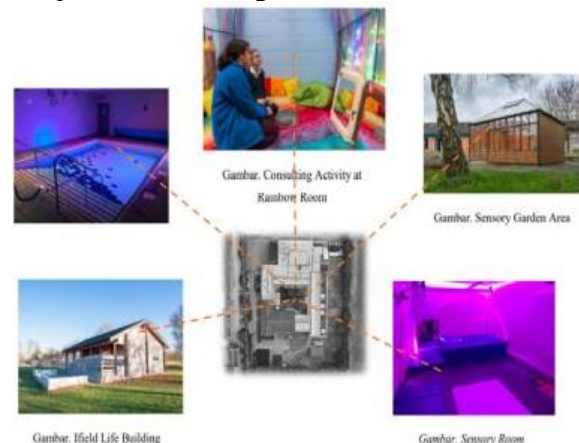 Gambar. Consulting Activity at
Rainbow Room
Gambar. Sensory Garden Area
Gambar. Ifield Life Building
Gambar. Sensory Room